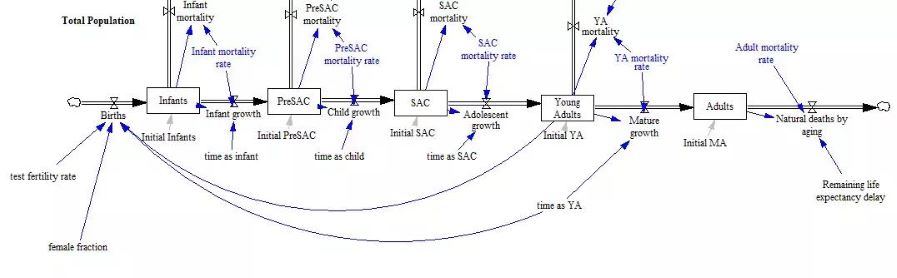 Infant
mortality
PreSAC
mortality
SAC
mortality
YA
mortality
Total Population
Infant mortality
rate
PreSAC
mortality rate
SAC
mortality rate
YA mortality
rate
Adult mortality
rate
Infants
PreSAC
SAC
Young
Adults
Adults
Births
Infant growth
Child growth
Adolescent
growth
Mature
growth
Natural deaths by
aging
Initial Infants
Initial PreSAC
Initial SAC
Initial YA
Initial MA
time as infant
time as child
time as SAC
test fertility rate
Remaining life
expectancy delay
time as YA
female fraction